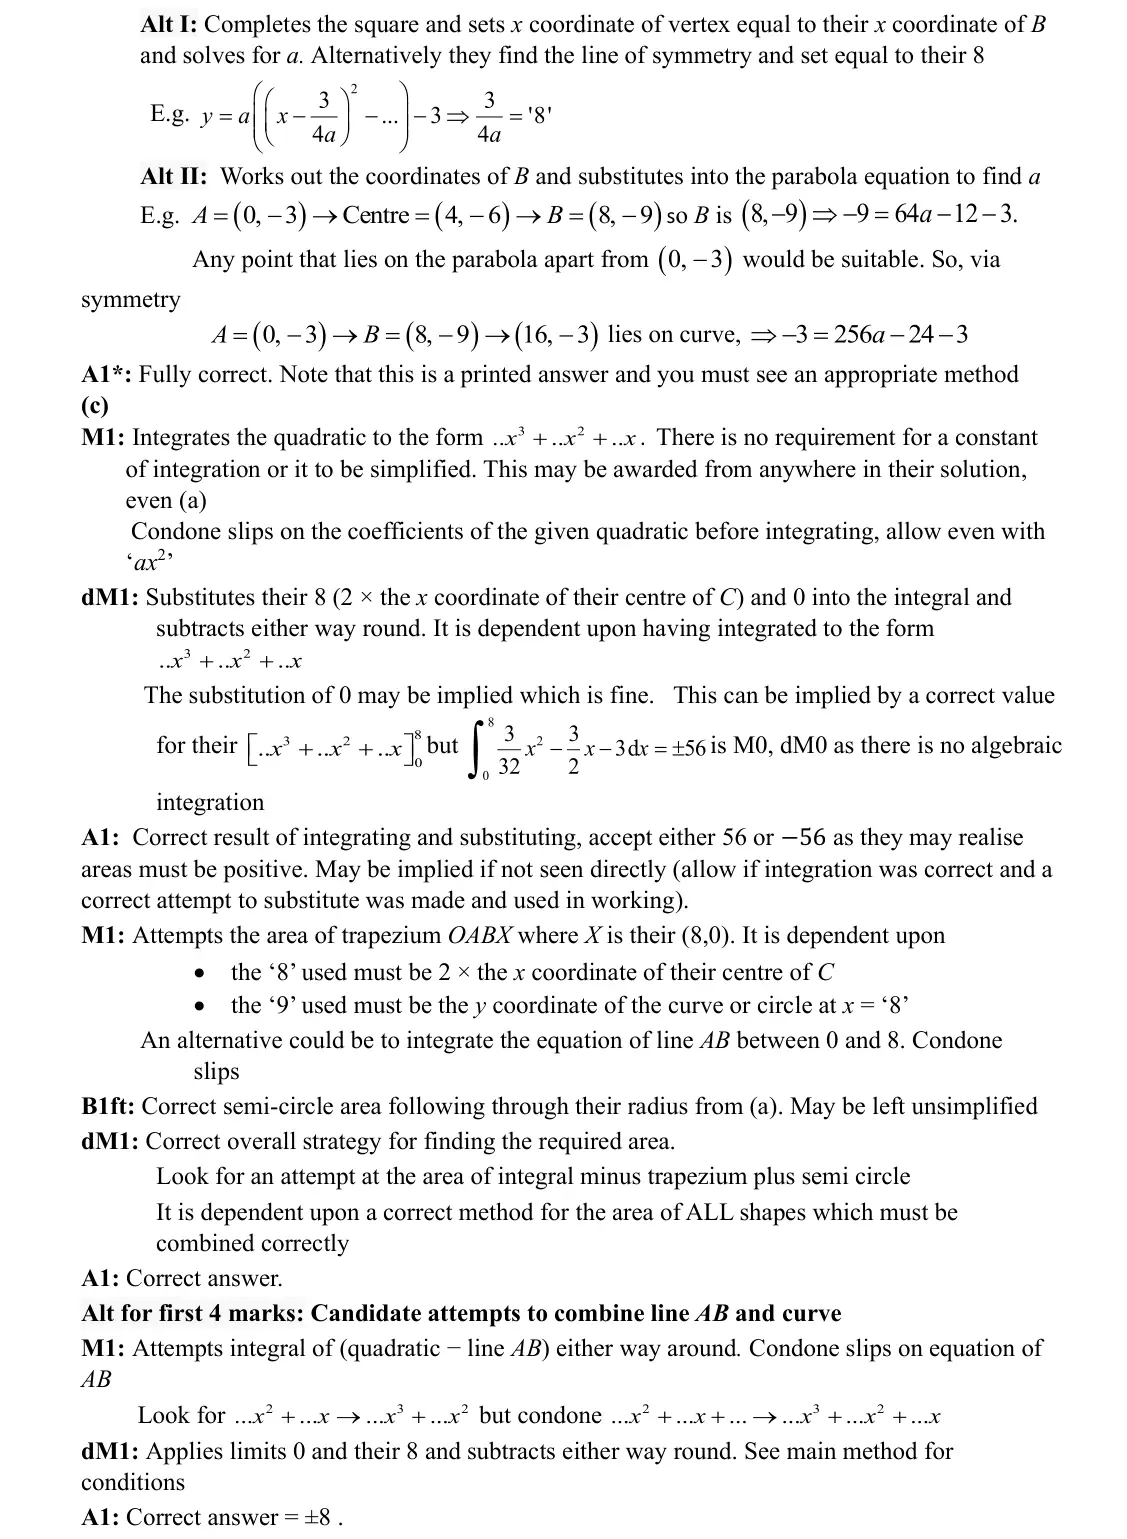 Alt I: Completes the square and sets x coordinate of vertex equal to their x coordinate of B
and solves for a. Alternatively they find the line of symmetry and set equal to their 8
E.g. y = a((x − 3/4a)² − ...) − 3 ⇒ 3/4a = '8'
Alt II: Works out the coordinates of B and substitutes into the parabola equation to find a
E.g. A = (0, −3) → Centre = (4, −6) → B = (8, −9) so B is (8,−9) ⇒ −9 = 64a − 12 − 3.
Any point that lies on the parabola apart from (0, −3) would be suitable. So, via
symmetry
A = (0, −3) → B = (8, −9) → (16, −3) lies on curve, ⇒ −3 = 256a − 24 − 3
A1*: Fully correct. Note that this is a printed answer and you must see an appropriate method
(c)
M1: Integrates the quadratic to the form ..x³ + ..x² + ..x. There is no requirement for a constant
of integration or it to be simplified. This may be awarded from anywhere in their solution,
even (a)
Condone slips on the coefficients of the given quadratic before integrating, allow even with
‘ax²’
dM1: Substitutes their 8 (2 × the x coordinate of their centre of C) and 0 into the integral and
subtracts either way round. It is dependent upon having integrated to the form
..x³ + ..x² + ..x
The substitution of 0 may be implied which is fine. This can be implied by a correct value
for their [..x³ + ..x² + ..x]₀⁸ but ∫₀⁸ 3/32 x² − 3/2 x − 3 dx = ±56 is M0, dM0 as there is no algebraic
integration
A1: Correct result of integrating and substituting, accept either 56 or −56 as they may realise
areas must be positive. May be implied if not seen directly (allow if integration was correct and a
correct attempt to substitute was made and used in working).
M1: Attempts the area of trapezium OABX where X is their (8,0). It is dependent upon
• the ‘8’ used must be 2 × the x coordinate of their centre of C
• the ‘9’ used must be the y coordinate of the curve or circle at x = ‘8’
An alternative could be to integrate the equation of line AB between 0 and 8. Condone
slips
B1ft: Correct semi-circle area following through their radius from (a). May be left unsimplified
dM1: Correct overall strategy for finding the required area.
Look for an attempt at the area of integral minus trapezium plus semi circle
It is dependent upon a correct method for the area of ALL shapes which must be
combined correctly
A1: Correct answer.
Alt for first 4 marks: Candidate attempts to combine line AB and curve
M1: Attempts integral of (quadratic − line AB) either way around. Condone slips on equation of
AB
Look for ...x² + ...x → ...x³ + ...x² but condone ...x² + ...x + ... → ...x³ + ...x² + ...x
dM1: Applies limits 0 and their 8 and subtracts either way round. See main method for
conditions
A1: Correct answer = ±8 .